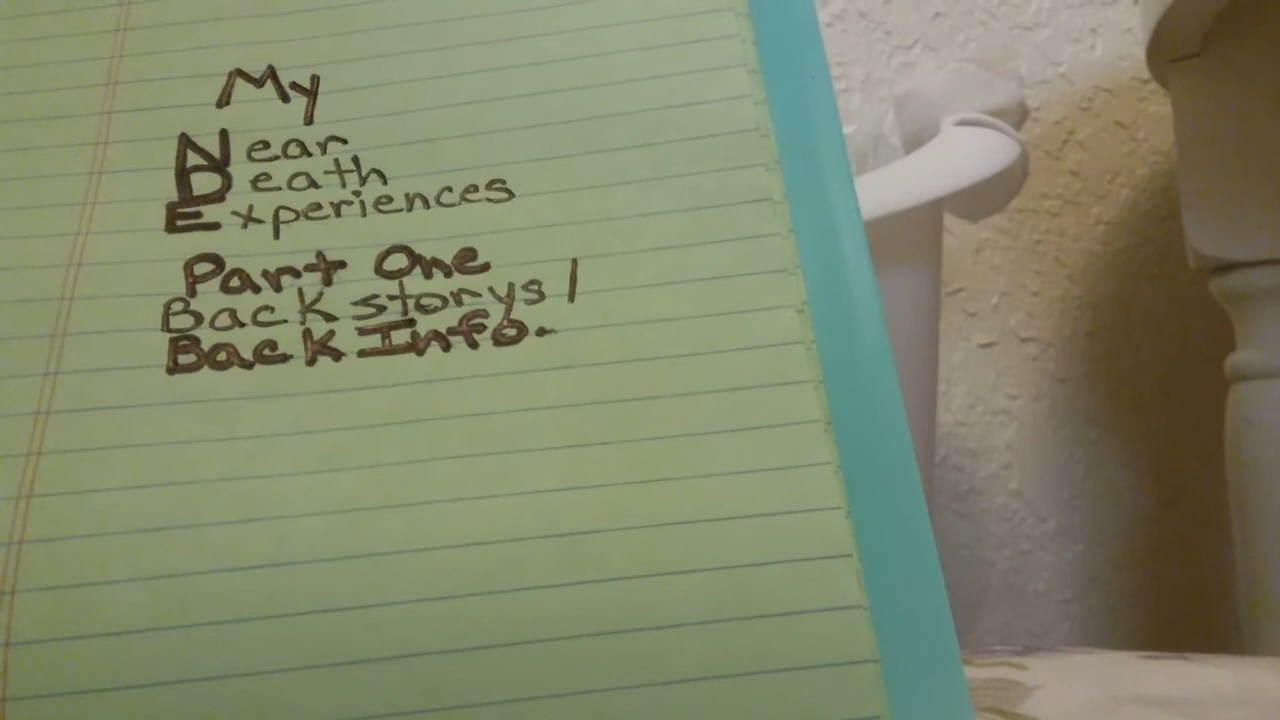 My
Near
Death
Experiences
Part One
Back storys /
Back Info.